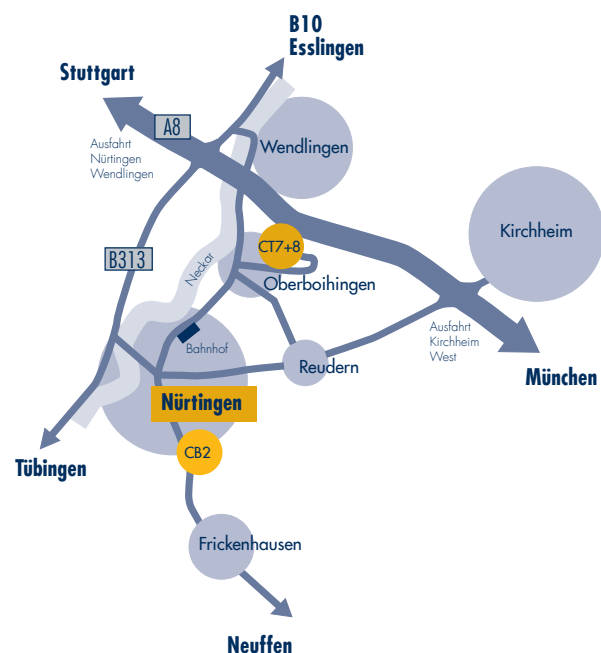 B10
Esslingen
Stuttgart
A8
Ausfahrt
Nürtingen
Wendlingen
Wendlingen
Kirchheim
CT7+8
B313
Neckar
Oberboihingen
Ausfahrt
Kirchheim
West
Bahnhof
Reudern
München
Nürtingen
CB2
Tübingen
Frickenhausen
Neuffen